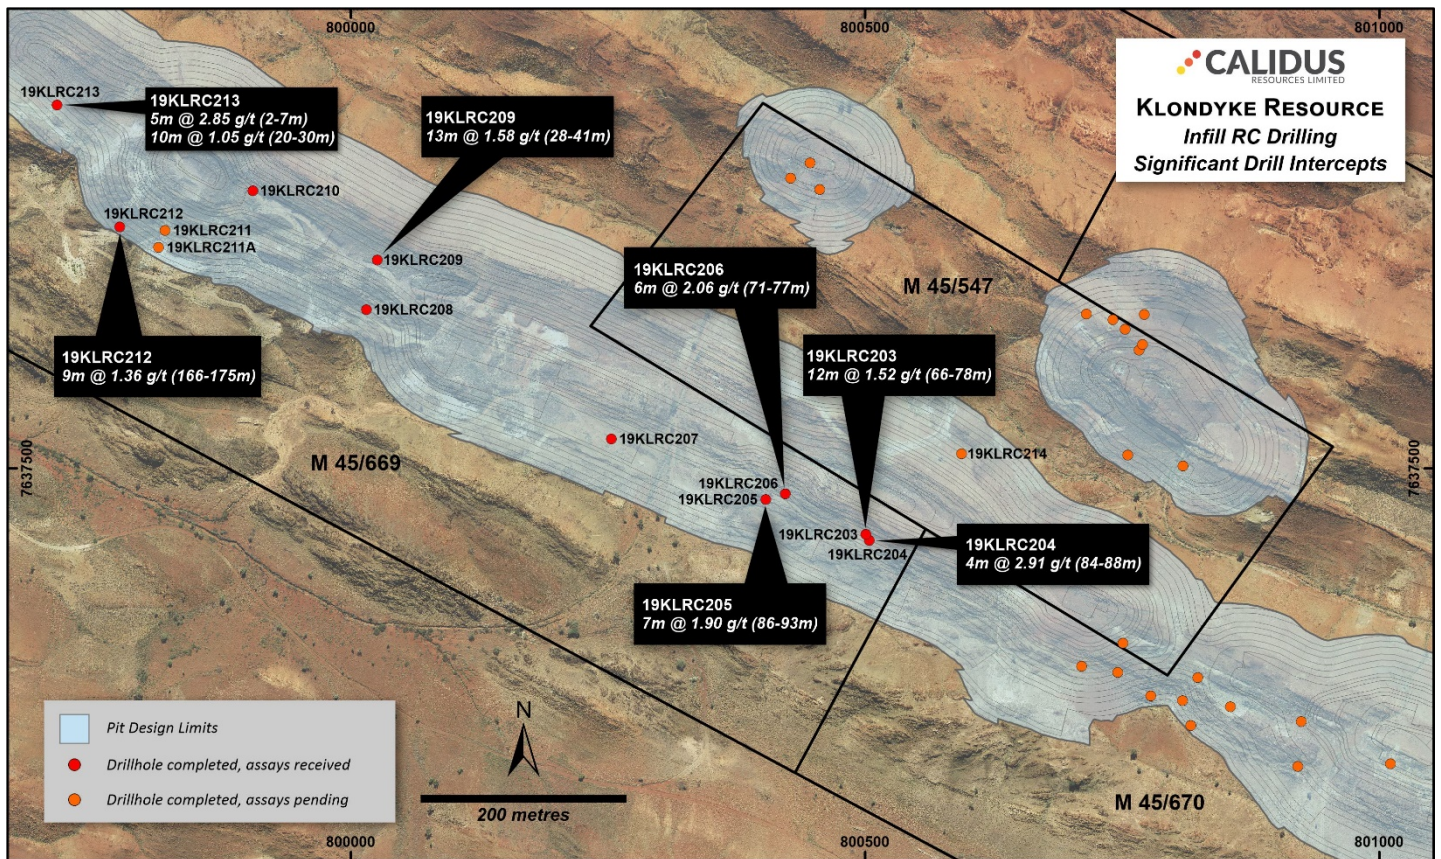 800000
800500
801000
CALIDUS
RESOURCES LIMITED
KLONDYKE RESOURCE
Infill RC Drilling
Significant Drill Intercepts
19KLRC213
19KLRC213
5m @ 2.85 g/t (2-7m)
10m @ 1.05 g/t (20-30m)
19KLRC209
13m @ 1.58 g/t (28-41m)
19KLRC210
19KLRC212
19KLRC211
19KLRC211A
19KLRC209
19KLRC208
19KLRC206
6m @ 2.06 g/t (71-77m)
M 45/547
19KLRC212
9m @ 1.36 g/t (166-175m)
19KLRC203
12m @ 1.52 g/t (66-78m)
19KLRC207
19KLRC214
M 45/669
7637500
7637500
19KLRC206
19KLRC205
19KLRC203
19KLRC204
19KLRC204
4m @ 2.91 g/t (84-88m)
19KLRC205
7m @ 1.90 g/t (86-93m)
Pit Design Limits
Drillhole completed, assays received
Drillhole completed, assays pending
N
200 metres
M 45/670
800000
800500
801000